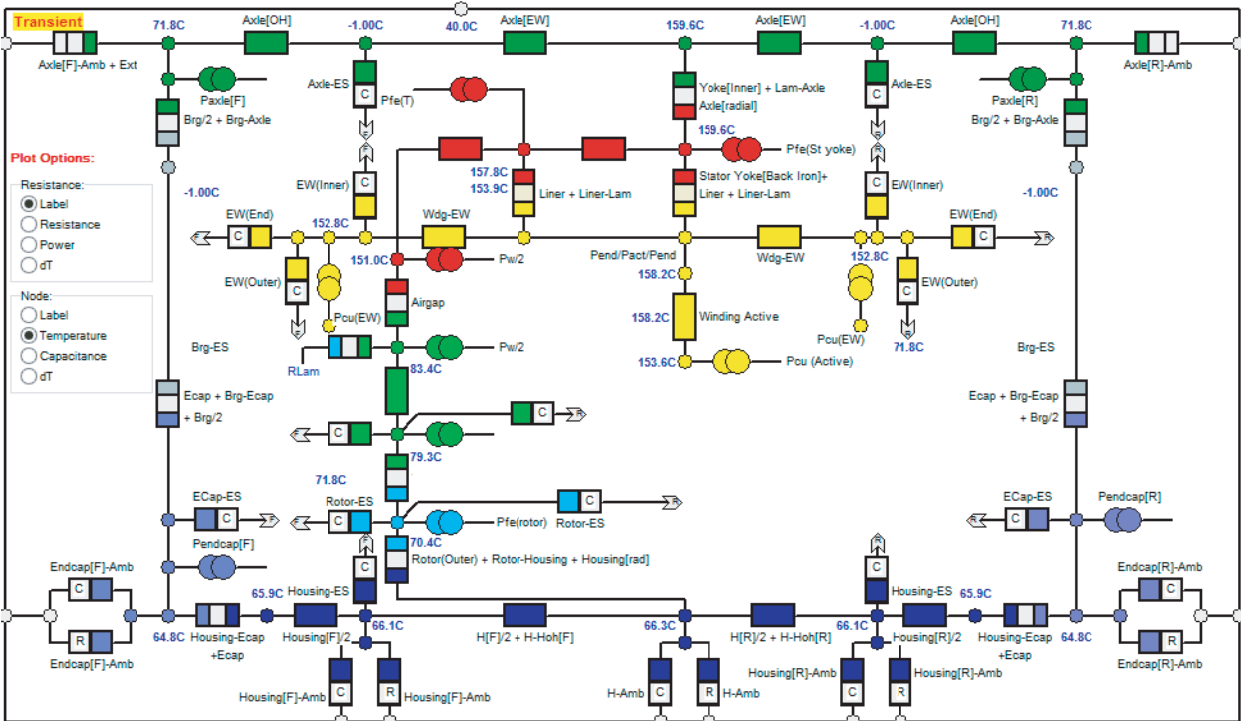 Transient
71.8C
Axle[OH]
-1.00C
40.0C
Axle[EW]
159.6C
Axle[EW]
-1.00C
Axle[OH]
71.8C
Axle[F]-Amb + Ext
Axle-ES
C
Pfe(T)
Yoke[Inner] + Lam-Axle
Axle[radial]
Axle-ES
C
Axle[R]-Amb
Paxle[F]
Brg/2 + Brg-Axle
Paxle[R]
Brg/2 + Brg-Axle
F
R
159.6C
Pfe(St yoke)
Plot Options:
Resistance:
Label
Resistance
Power
dT
Node:
Label
Temperature
Capacitance
dT
-1.00C
F
C
EW(Inner)
157.8C
153.9C
Liner + Liner-Lam
Stator Yoke[Back Iron]+
Liner + Liner-Lam
R
C
EW(Inner)
-1.00C
EW(End)
F
C
152.8C
Wdg-EW
151.0C
Pw/2
Pend/Pact/Pend
158.2C
Wdg-EW
152.8C
EW(End)
C
R
EW(Outer)
C
F
Pcu(EW)
Airgap
158.2C
Winding Active
Pcu(EW)
EW(Outer)
C
R
71.8C
Brg-ES
RLam
Pw/2
83.4C
153.6C
Pcu (Active)
Brg-ES
Ecap + Brg-Ecap
+ Brg/2
C
R
Ecap + Brg-Ecap
+ Brg/2
F
C
79.3C
71.8C
ECap-ES
C
F
Rotor-ES
F
C
Pfe(rotor)
C
R
Rotor-ES
ECap-ES
R
C
Pendcap[R]
Pendcap[F]
70.4C
Rotor(Outer) + Rotor-Housing + Housing[rad]
F
C
R
C
Endcap[F]-Amb
C
R
Endcap[F]-Amb
64.8C
65.9C
Housing-ES
Housing-Ecap
+Ecap
Housing[F]/2
66.1C
H[F]/2 + H-Hoh[F]
66.3C
H[R]/2 + H-Hoh[R]
66.1C
Housing-ES
65.9C
Housing[R]/2
Housing-Ecap
+Ecap
64.8C
Endcap[R]-Amb
C
R
Endcap[R]-Amb
Housing[F]-Amb
C
R
Housing[F]-Amb
H-Amb
C
R
H-Amb
Housing[R]-Amb
C
R
Housing[R]-Amb